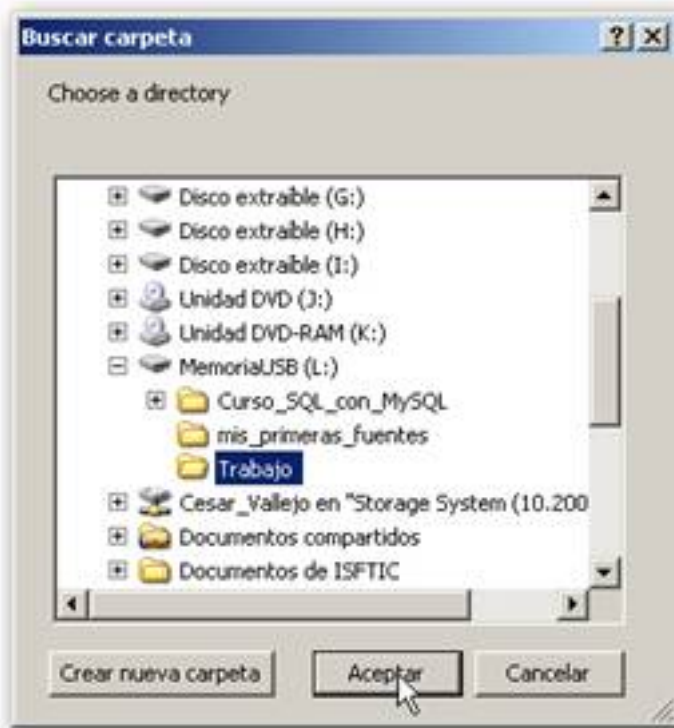 Buscar carpeta
Choose a directory
Disco extraíble (G:)
Disco extraíble (H:)
Disco extraíble (I:)
Unidad DVD (J:)
Unidad DVD-RAM (K:)
MemoriaUSB (L:)
Curso_SQL_con_MySQL
mis_primeras_fuentes
Trabajo
Cesar_Vallejo en "Storage System (10.200
Documentos compartidos
Documentos de ISFTIC
Crear nueva carpeta Aceptar Cancelar